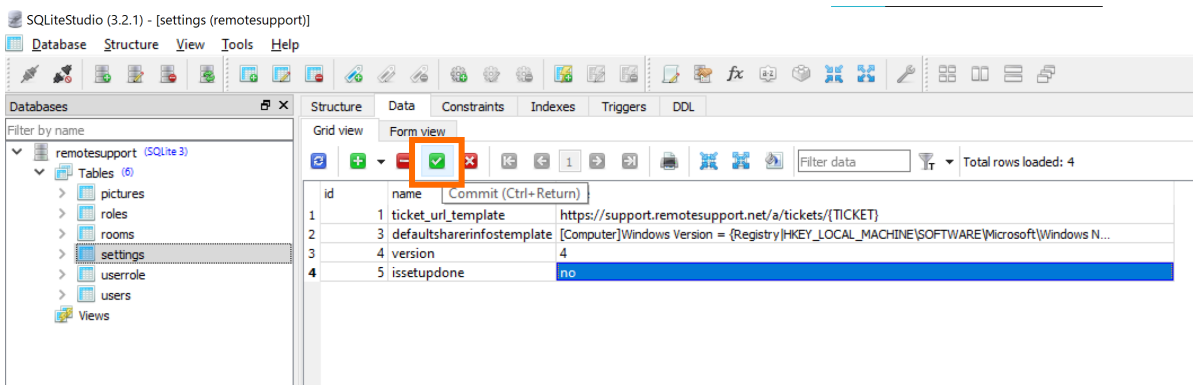 SQLiteStudio (3.2.1) - [settings (remotesupport)]
Database Structure View Tools Help
Databases
Filter by name
remotesupport (SQLite 3)
Tables (6)
pictures
roles
rooms
settings
userrole
users
Views
Structure Data Constraints Indexes Triggers DDL
Grid view Form view
1 Filter data T Total rows loaded: 4
id name
Commit (Ctrl+Return)
1 1 ticket_url_template https://support.remotesupport.net/a/tickets/{TICKET}
2 3 defaultsharerinfostemplate [Computer]Windows Version = {Registry|HKEY_LOCAL_MACHINE\SOFTWARE\Microsoft\Windows N...
3 4 version 4
4 5 issetupdone no